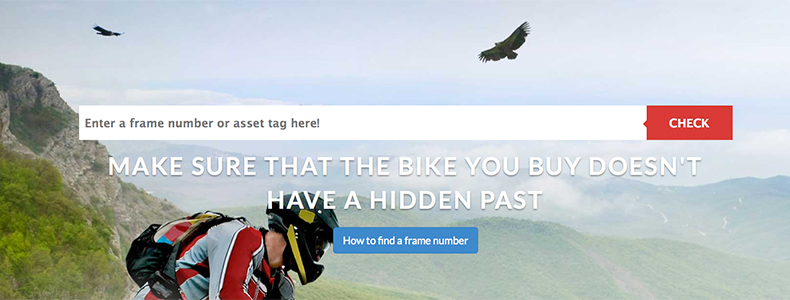 Enter a frame number or asset tag here!
CHECK
MAKE SURE THAT THE BIKE YOU BUY DOESN'T
HAVE A HIDDEN PAST
How to find a frame number